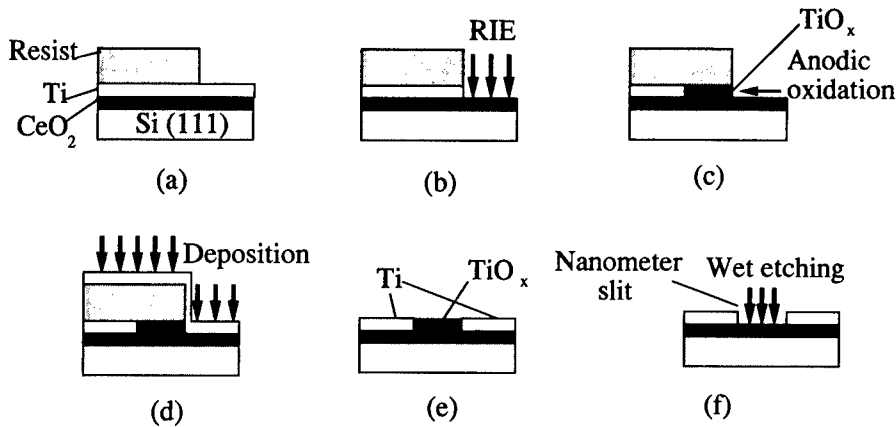 Resist
Ti
CeO2
Si (111)
(a)
RIE
(b)
TiOx
Anodic
oxidation
(c)
Deposition
(d)
Ti
TiOx
(e)
Nanometer
slit
Wet etching
(f)